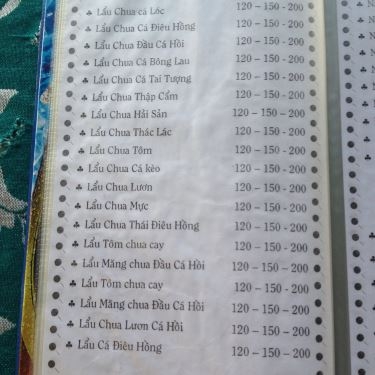 Lẩu Chua cá Lóc 120 – 150 - 200
Lẩu Chua Cá Điêu Hồng 120 – 150 - 200
Lẩu Chua Đầu Cá Hồi 120 – 150 - 200
Lẩu Chua Cá Bông Lau 120 – 150 - 200
Lẩu Chua Cá Tai Tượng 120 – 150 - 200
Lẩu Chua Thập Cẩm 120 – 150 - 200
Lẩu Chua Hải Sản 120 – 150 – 200
Lẩu Chua Thác Lác 120 – 150 - 200
Lẩu Chua Tôm 120 – 150 - 200
Lẩu Chua Cá kèo 120 – 150 – 200
Lẩu Chua Lươn 120 – 150 - 200
Lẩu Chua Mực 120 – 150 - 200
Lẩu Chua Thái Điêu Hồng 120 – 150 - 200
Lẩu Tôm chua cay 120 – 150 - 200
Lẩu Măng chua Đầu Cá Hồi 120 – 150 - 200
Lẩu Tôm chua cay 120 – 150 – 200
Lẩu Măng chua Đầu Cá Hồi 120 – 150 – 200
Lẩu Chua Lươn Cá Hồi 120 – 150 – 200
Lẩu Cá Điêu Hồng 120 – 150 – 200